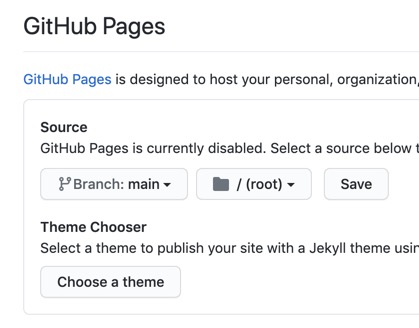 GitHub Pages
GitHub Pages is designed to host your personal, organization,
Source
GitHub Pages is currently disabled. Select a source below t
Branch: main
/ (root)
Save
Theme Chooser
Select a theme to publish your site with a Jekyll theme usin
Choose a theme